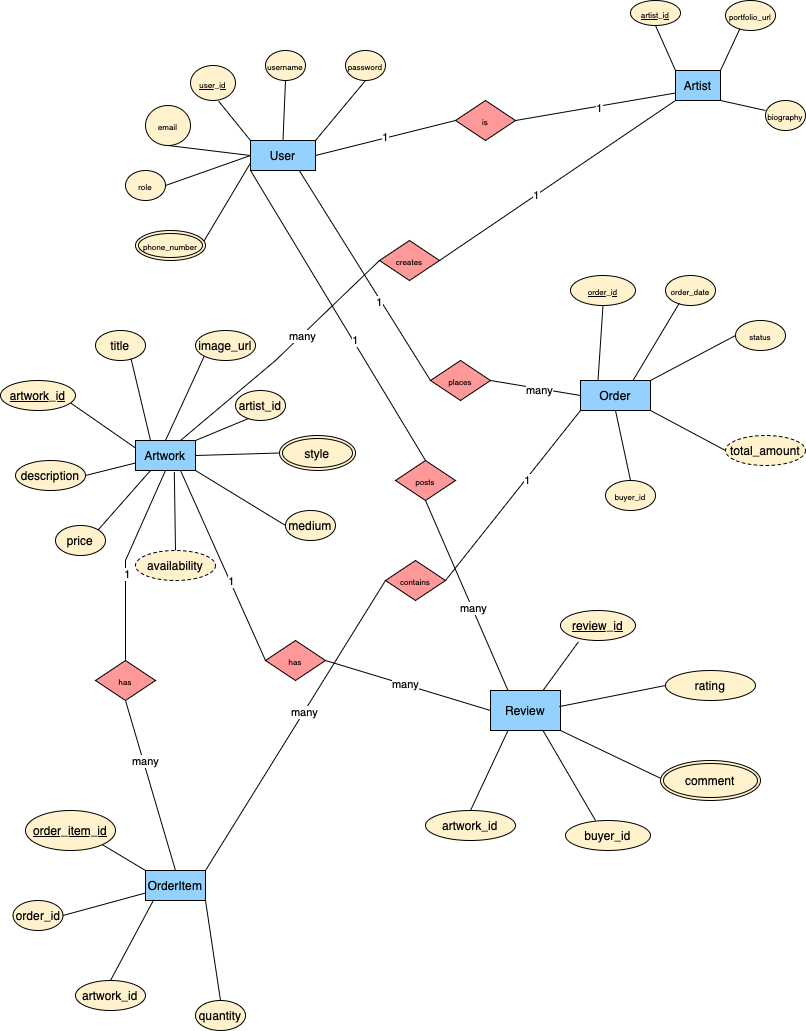 artist_id
portfolio_url
username
password
user_id
Artist
is
1
1
biography
email
User
role
1
phone_number
creates
order_id
order_date
1
status
many
1
title
image_url
places
many
Order
artwork_id
artist_id
Artwork
style
total_amount
description
posts
1
buyer_id
medium
price
availability
1
1
contains
many
review_id
has
has
many
rating
many
Review
many
comment
artwork_id
buyer_id
order_item_id
OrderItem
order_id
artwork_id
quantity